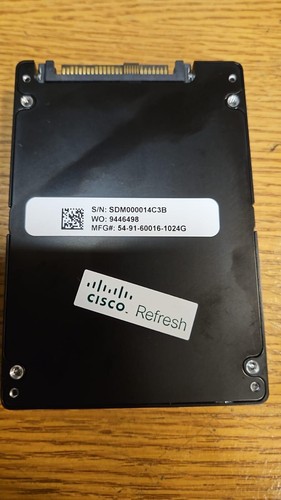 S/N: SDM000014C3B
WO: 9446498
MFG#: 54-91-60016-1024G
CISCO. Refresh